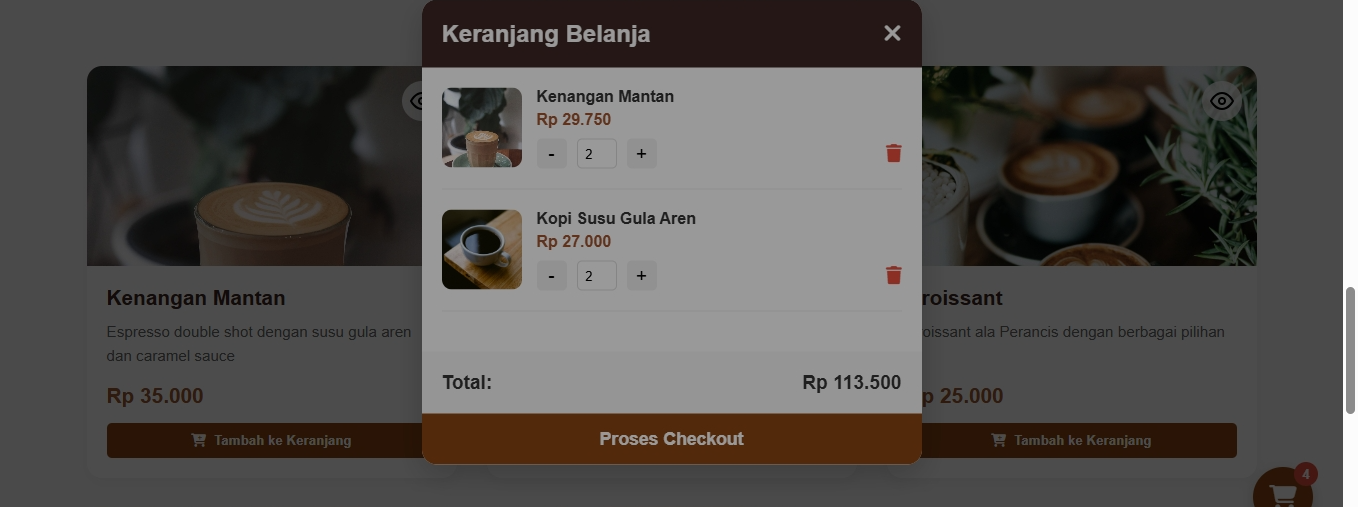 Keranjang Belanja
Kenangan Mantan
Rp 29.750
- 2 +
Kopi Susu Gula Aren
Rp 27.000
- 2 +
Total: Rp 113.500
Proses Checkout
Kenangan Mantan
Espresso double shot dengan susu gula aren
dan caramel sauce
Rp 35.000
Tambah ke Keranjang
roissant
oissant ala Perancis dengan berbagai pilihan
p 25.000
Tambah ke Keranjang
4